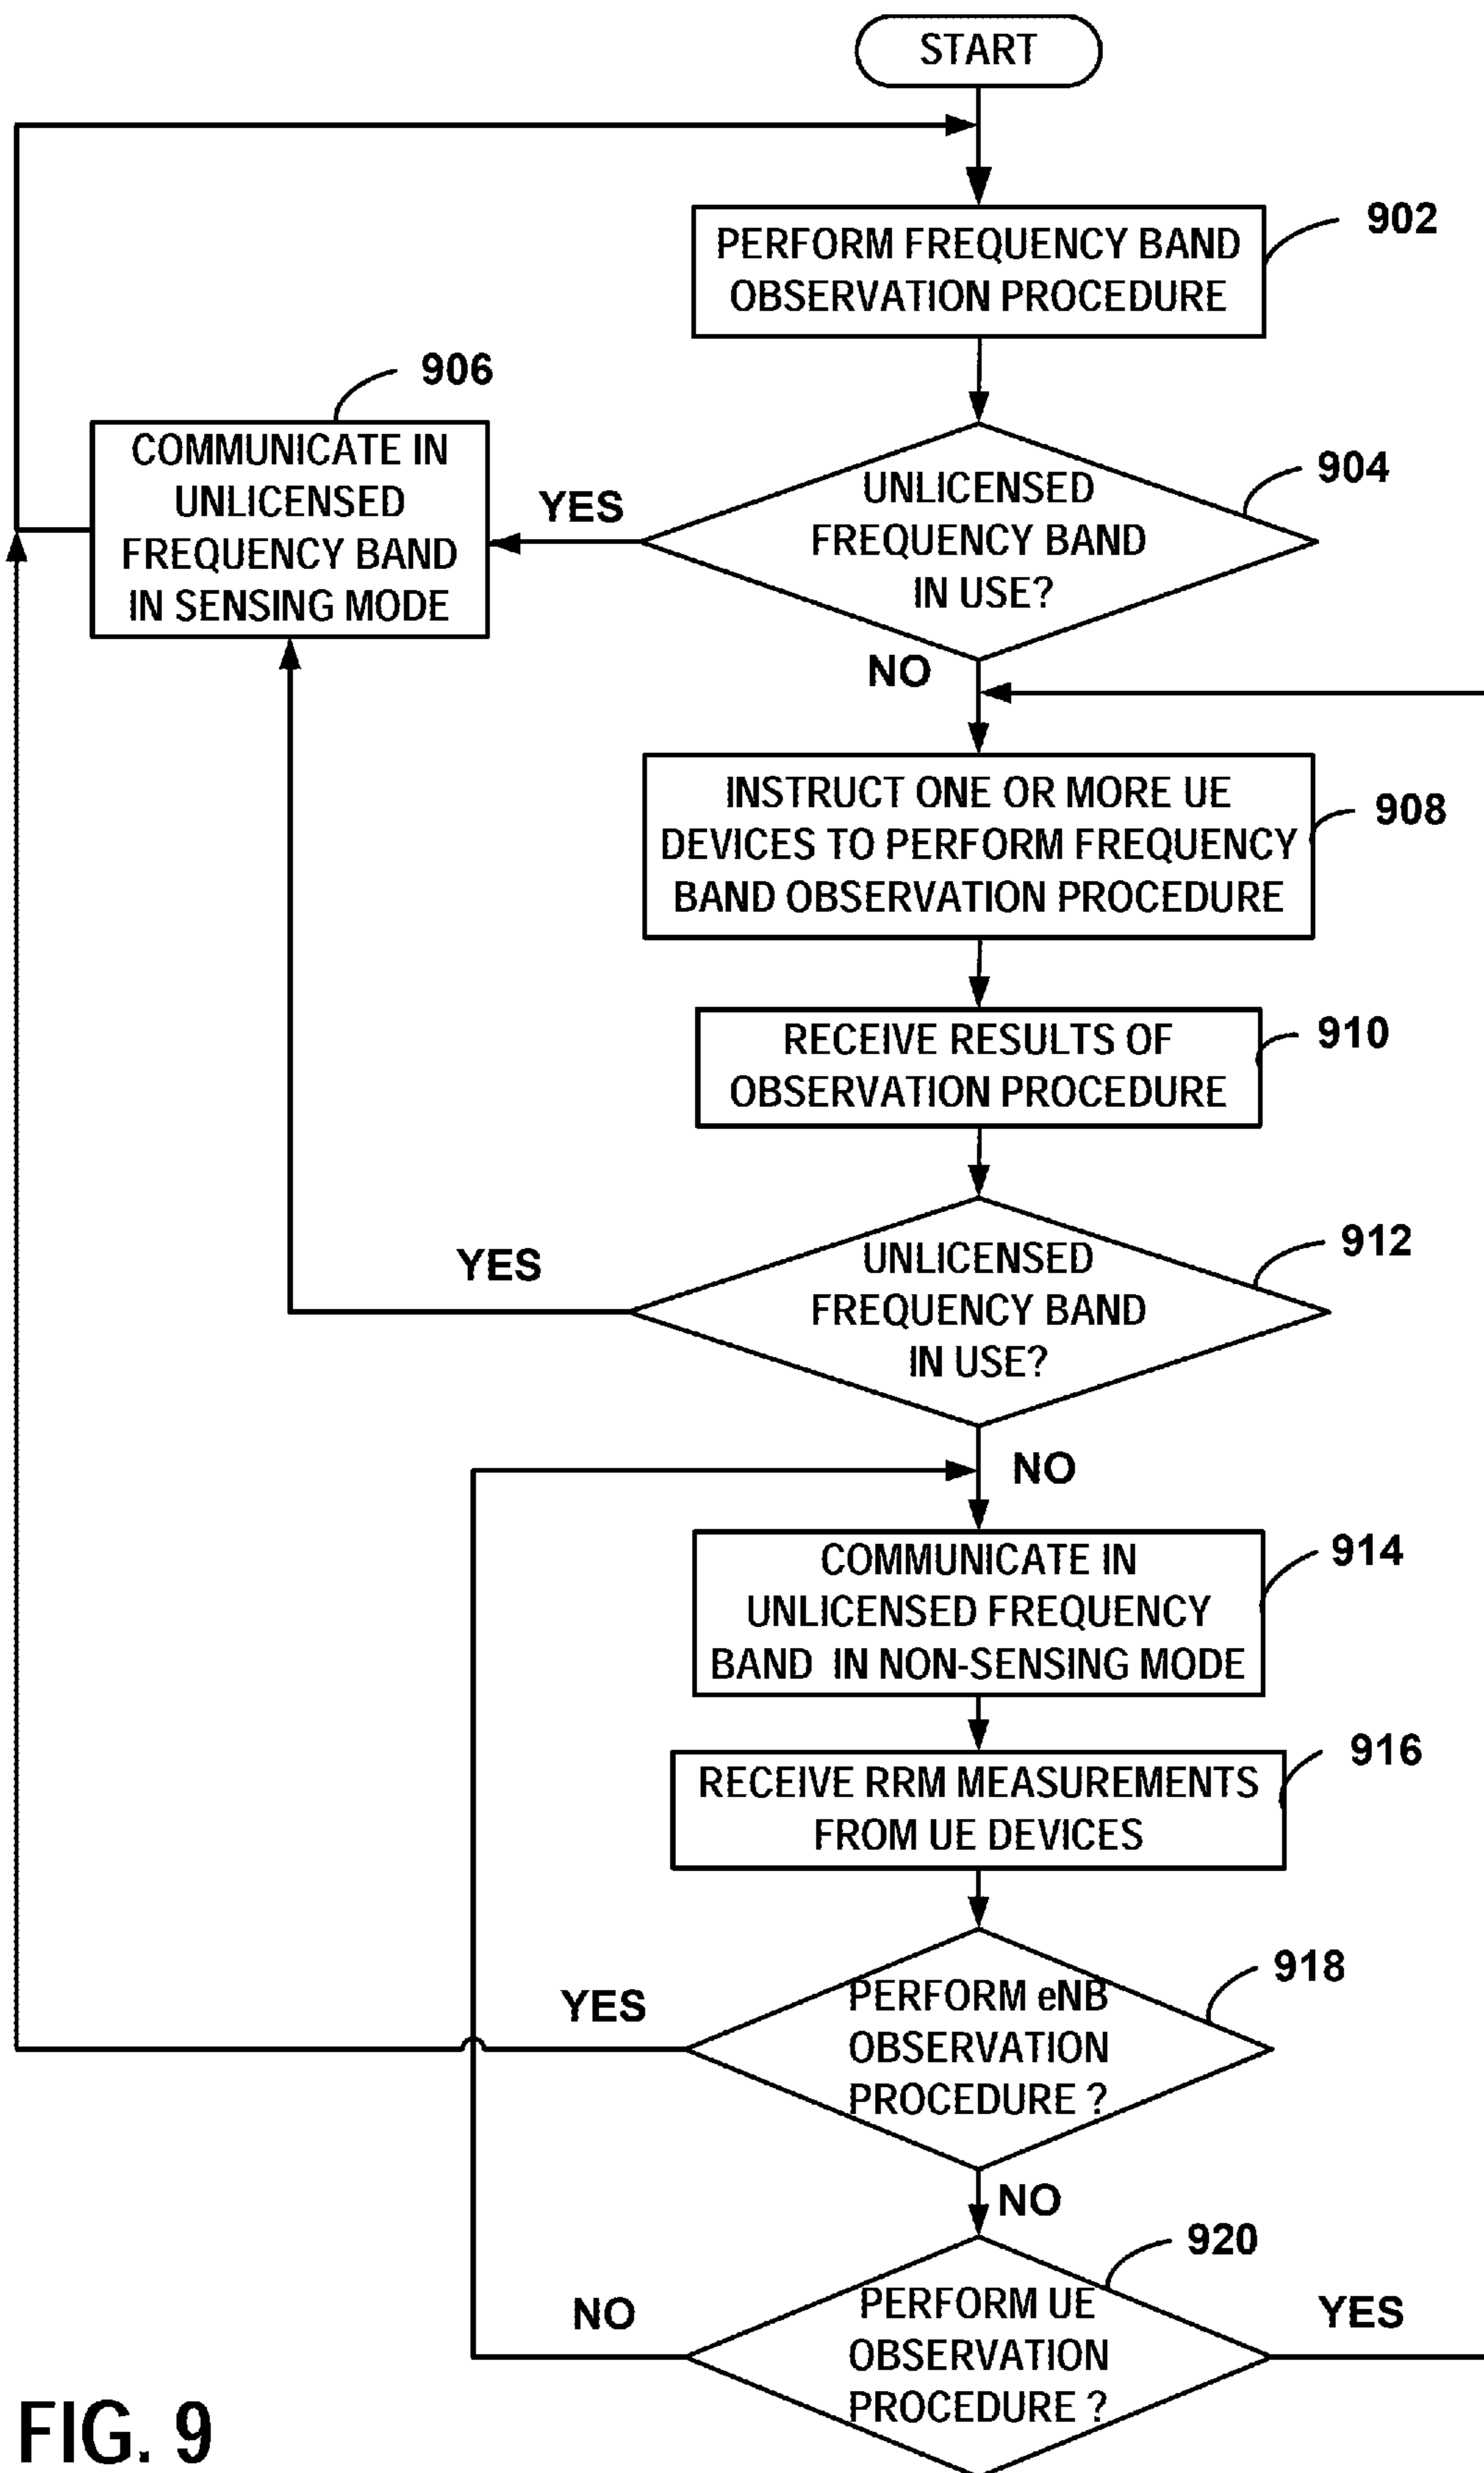 START
902
PERFORM FREQUENCY BAND
OBSERVATION PROCEDURE
906
COMMUNICATE IN
UNLICENSED
FREQUENCY BAND
IN SENSING MODE
YES
904
UNLICENSED
FREQUENCY BAND
IN USE?
NO
INSTRUCT ONE OR MORE UE
DEVICES TO PERFORM FREQUENCY
BAND OBSERVATION PROCEDURE
908
RECEIVE RESULTS OF
OBSERVATION PROCEDURE
910
912
YES
UNLICENSED
FREQUENCY BAND
IN USE?
NO
COMMUNICATE IN
UNLICENSED FREQUENCY
BAND IN NON-SENSING MODE
914
916
RECEIVE RRM MEASUREMENTS
FROM UE DEVICES
918
YES
PERFORM eNB
OBSERVATION
PROCEDURE ?
NO
920
NO
PERFORM UE
OBSERVATION
PROCEDURE ?
YES
FIG. 9